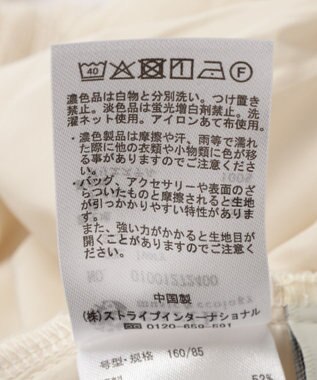 40 F
濃色品は白物と分別洗い。つけ置き
禁止。淡色品は蛍光増白剤禁止。洗
濯ネット使用。アイロンあて布使用。
・濃色製品は摩擦や汗、雨等で濡れ
た際に他の衣類や小物類に色が移
る事がありますのでご注意くださ
い。
・バッグ、アクセサリーや表面のざ
らついたものと摩擦されると生地
が引っかかりやすい特性がありま
す。
また、強い力がかかると生地目が
開くことがありますのでご注意く
ださい。
中国製
(株)ストライプインターナショナル
0120-659-591
号型·规格 160/85
52%